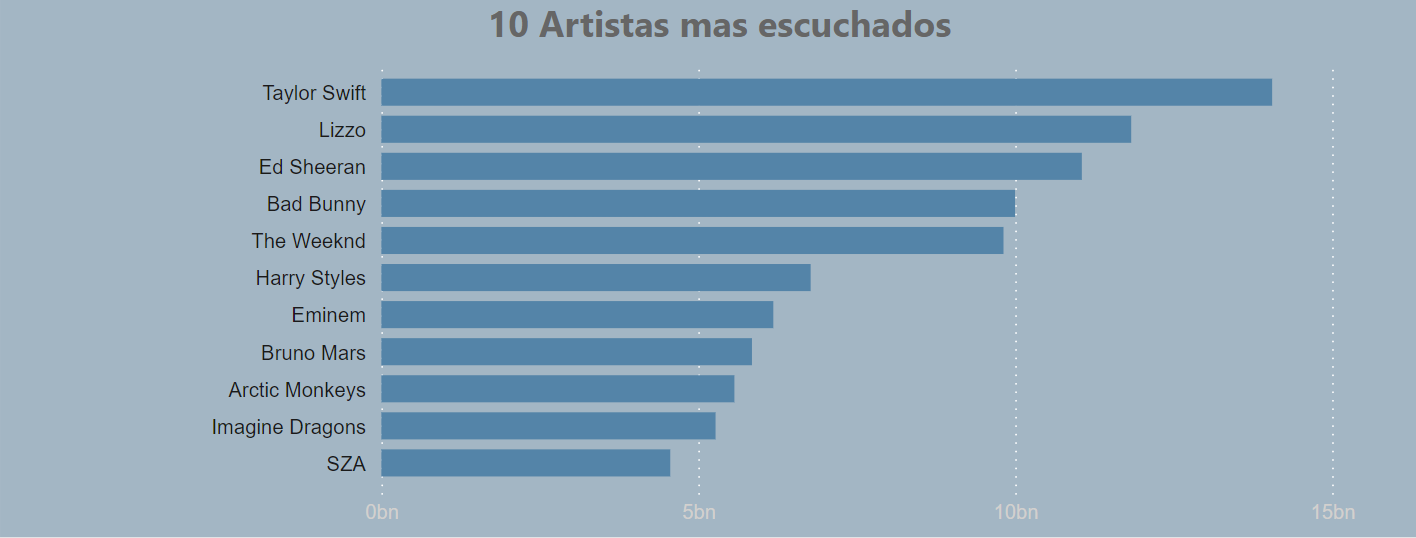 10 Artistas mas escuchados
Taylor Swift
Lizzo
Ed Sheeran
Bad Bunny
The Weeknd
Harry Styles
Eminem
Bruno Mars
Arctic Monkeys
Imagine Dragons
SZA
0bn 5bn 10bn 15bn